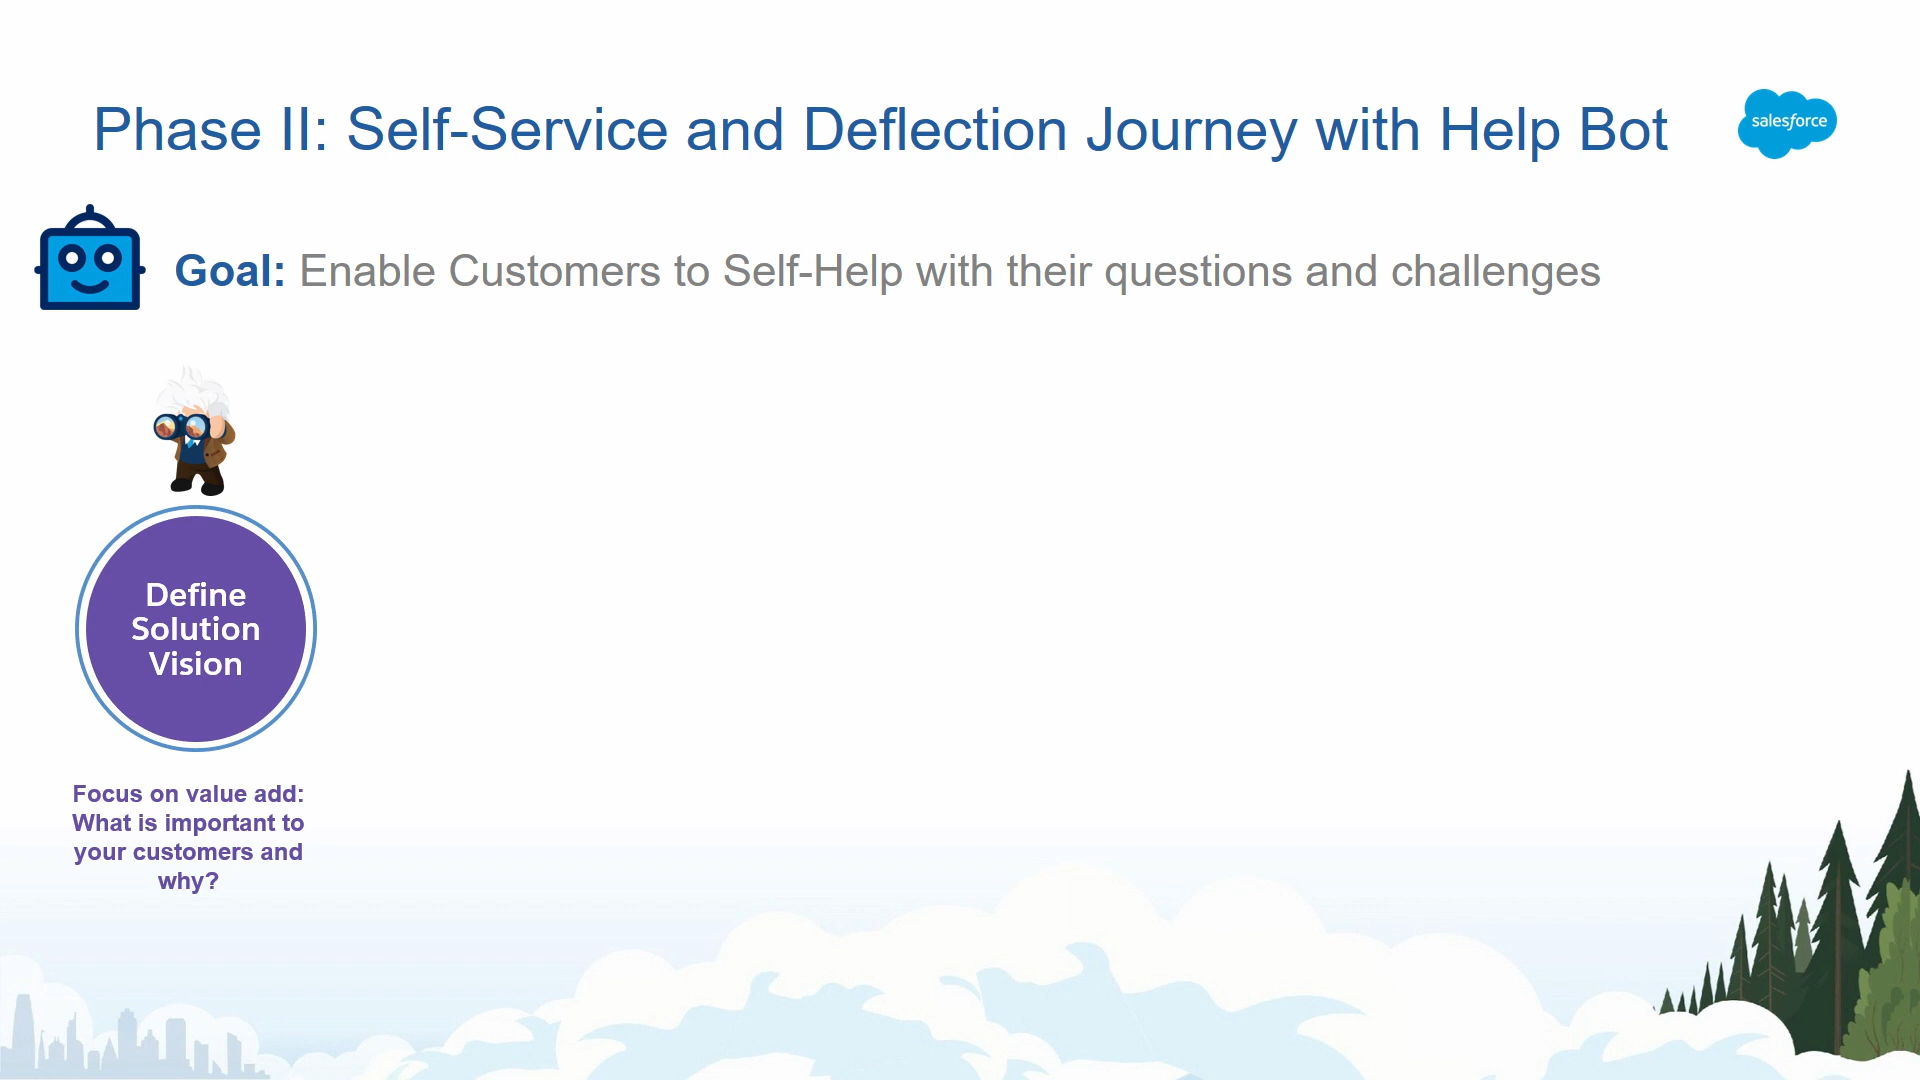 Phase II: Self-Service and Deflection Journey with Help Bot
salesforce
Goal: Enable Customers to Self-Help with their questions and challenges
Define
Solution
Vision
Focus on value add:
What is important to
your customers and
why?